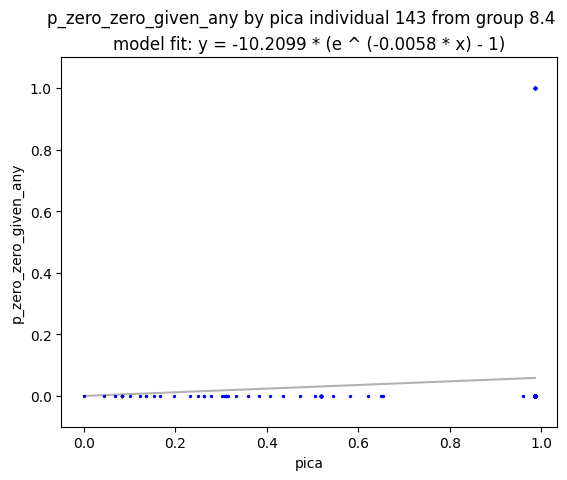 p_zero_zero_given_any by pica individual 143 from group 8.4
model fit: y = -10.2099 * (e ^ (-0.0058 * x) - 1)
1.0
0.8
0.6
0.4
0.2
0.0
p_zero_zero_given_any
0.0 0.2 0.4 0.6 0.8 1.0
pica